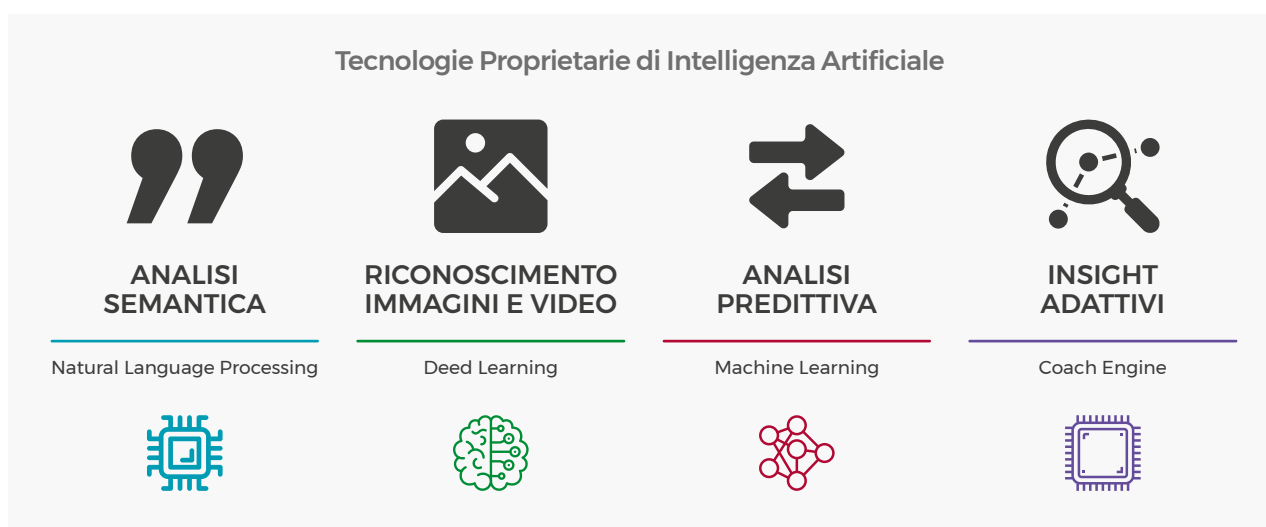 Tecnologie Proprietarie di Intelligenza Artificiale
ANALISI
SEMANTICA
Natural Language Processing
RICONOSCIMENTO
IMMAGINI E VIDEO
Deed Learning
ANALISI
PREDITTIVA
Machine Learning
INSIGHT
ADATTIVI
Coach Engine